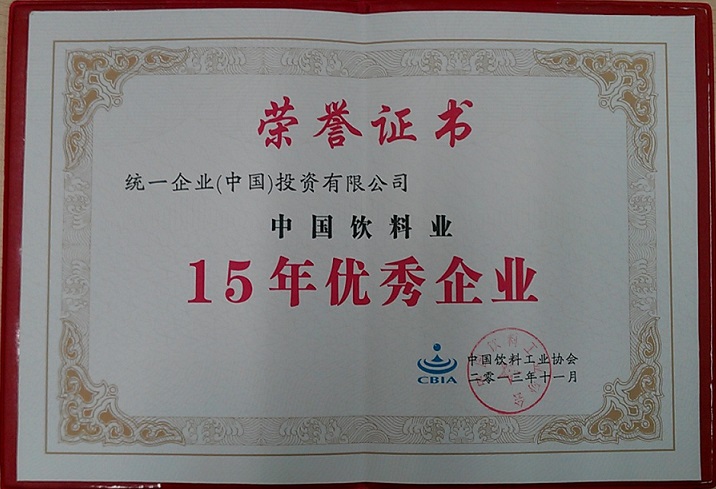 荣誉证书
统一企业(中国)投资有限公司
中国饮料业
15年优秀企业
CBIA
中国饮料工业协会
二零一三年十一月